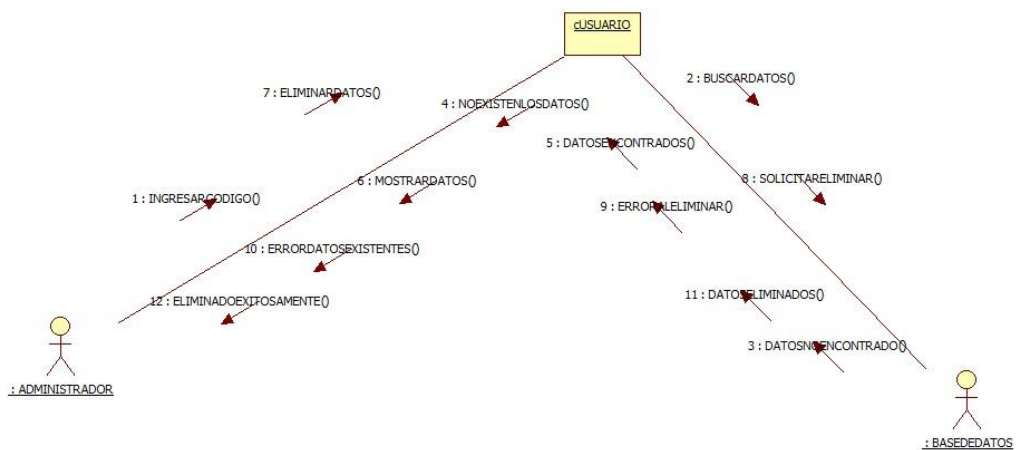 cUSUARIO
2 : BUSCARDATOS()
7 : ELIMINARDATOS()
4 : NOEXISTENLOSDATOS()
5 : DATOSENCONTRADOS()
6 : MOSTRARDATOS()
8 : SOLICITARELIMINAR()
1 : INGRESARCODIGO()
9 : ERRORALELIMINAR()
10 : ERRORDATOSEXISTENTES()
11 : DATOSELIMINADOS()
12 : ELIMINADOEXITOSAMENTE()
3 : DATOSNOENCONTRADO()
: ADMINISTRADOR
: BASEDEDATOS